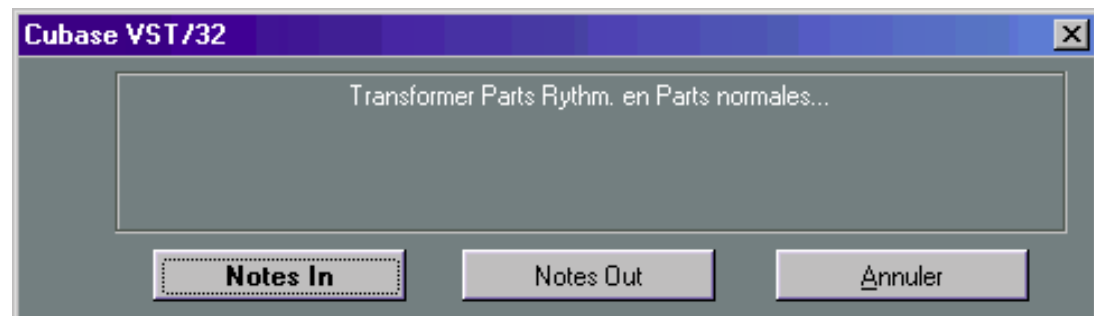 Cubase VST/32
Transformer Parts Rythm. en Parts normales...
Notes In Notes Out Annuler